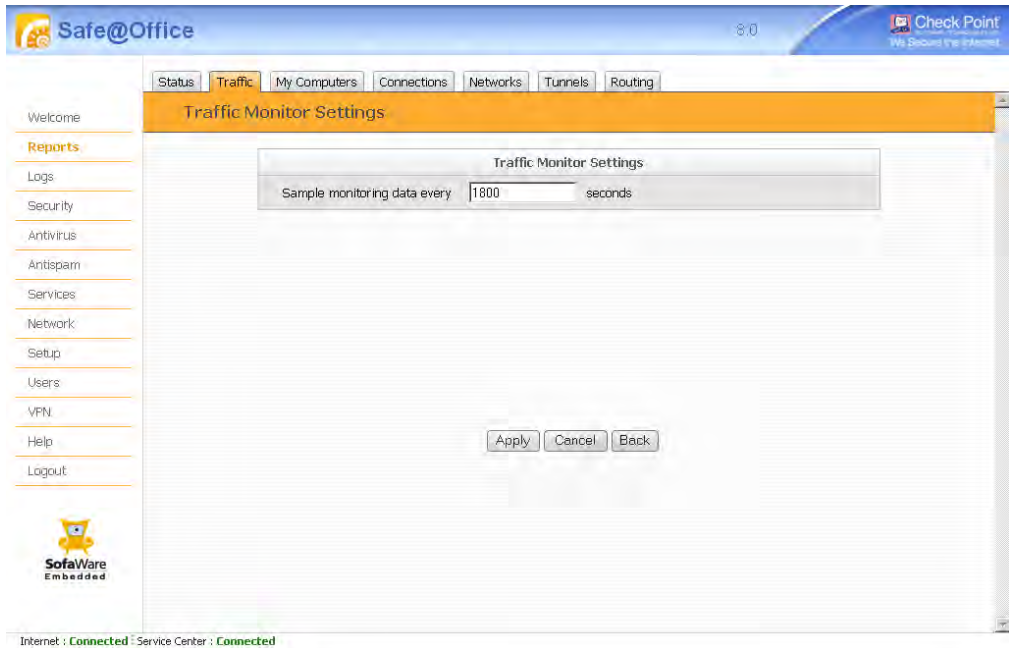 Safe@Office
8.0
Check Point
We Secure the Internet
Status Traffic My Computers Connections Networks Tunnels Routing
Traffic Monitor Settings
Welcome
Reports
Logs
Security
Antivirus
Antispam
Services
Network
Setup
Users
VPN
Help
Logout
Traffic Monitor Settings
Sample monitoring data every 1800 seconds
Apply Cancel Back
SofaWare
Embedded
Internet : Connected Service Center : Connected